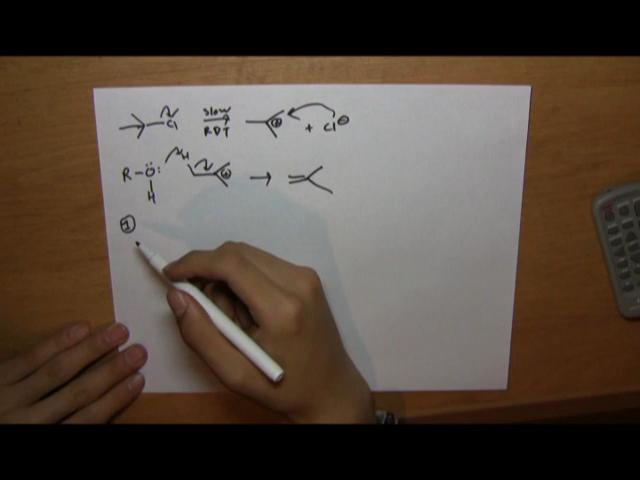 Cl slow RDT ⊕ + Cl⊖
R-Ö: H ⊕ →
H
①